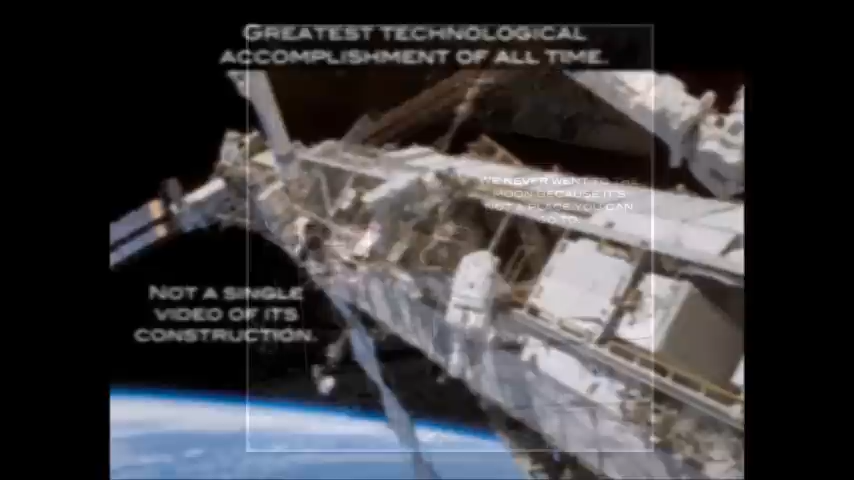 GREATEST TECHNOLOGICAL
ACCOMPLISHMENT OF ALL TIME.
WE NEVER WENT TO THE
MOON BECAUSE IT'S
NOT A PLACE YOU CAN
GO TO
NOT A SINGLE
VIDEO OF ITS
CONSTRUCTION.